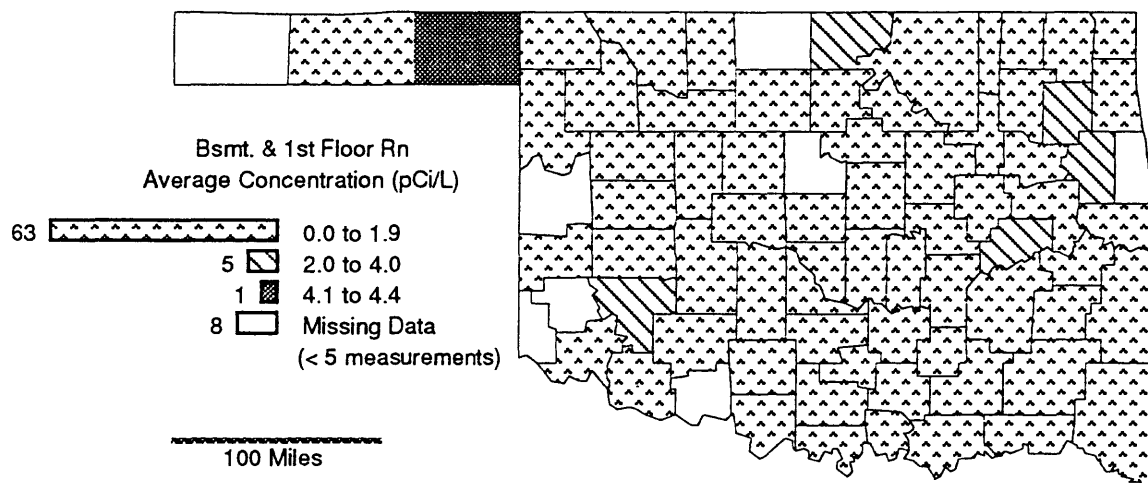 Bsmt. & 1st Floor Rn
Average Concentration (pCi/L)
63 0.0 to 1.9
5 2.0 to 4.0
1 4.1 to 4.4
8 Missing Data
(< 5 measurements)
100 Miles